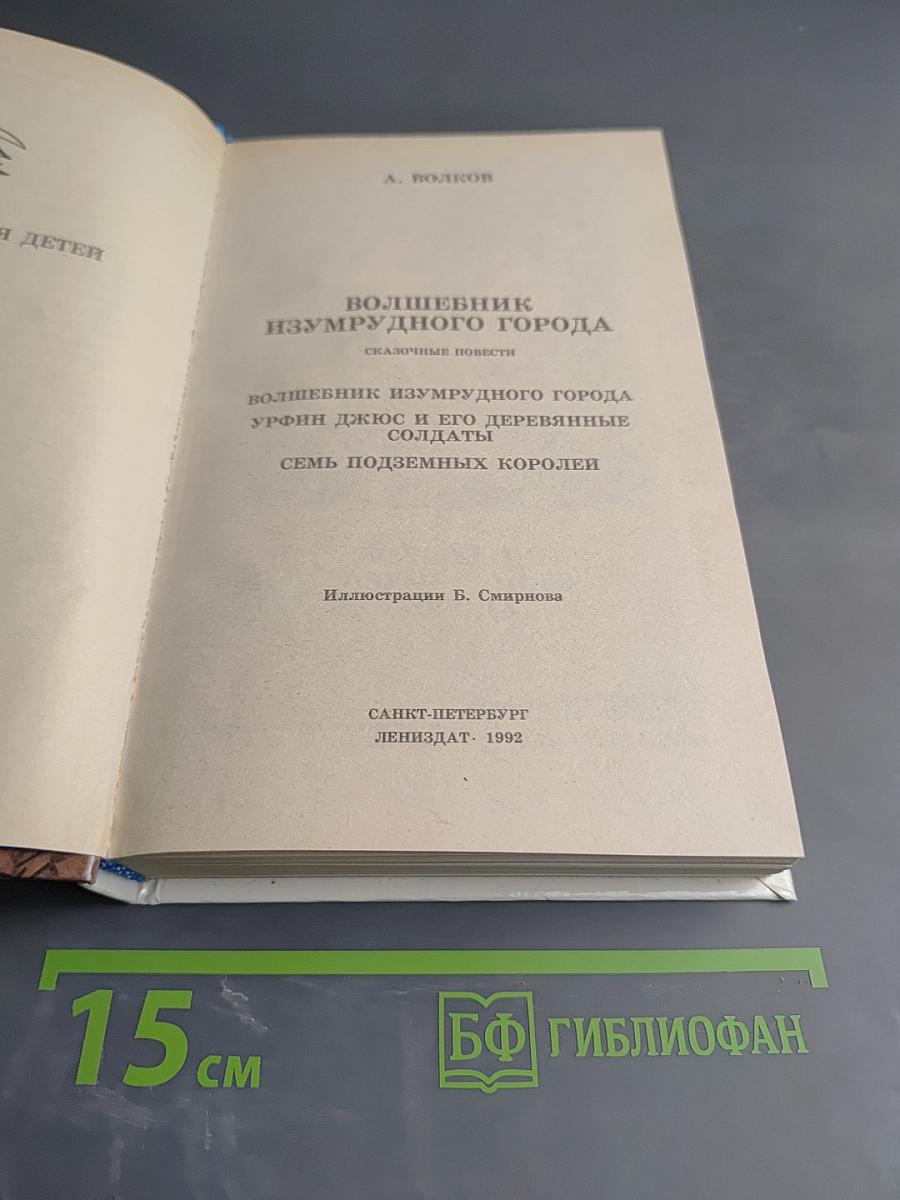 Я ДЕТЕЙ
А. ВОЛКОВ
ВОЛШЕБНИК
ИЗУМРУДНОГО ГОРОДА
СКАЗОЧНЫЕ ПОВЕСТИ
ВОЛШЕБНИК ИЗУМРУДНОГО ГОРОДА
УРФИН ДЖЮС И ЕГО ДЕРЕВЯННЫЕ
СОЛДАТЫ
СЕМЬ ПОДЗЕМНЫХ КОРОЛЕЙ
Иллюстрации Б. Смирнова
САНКТ-ПЕТЕРБУРГ
ЛЕНИЗДАТ· 1992
15 см
БФ ГИБЛИОФАН